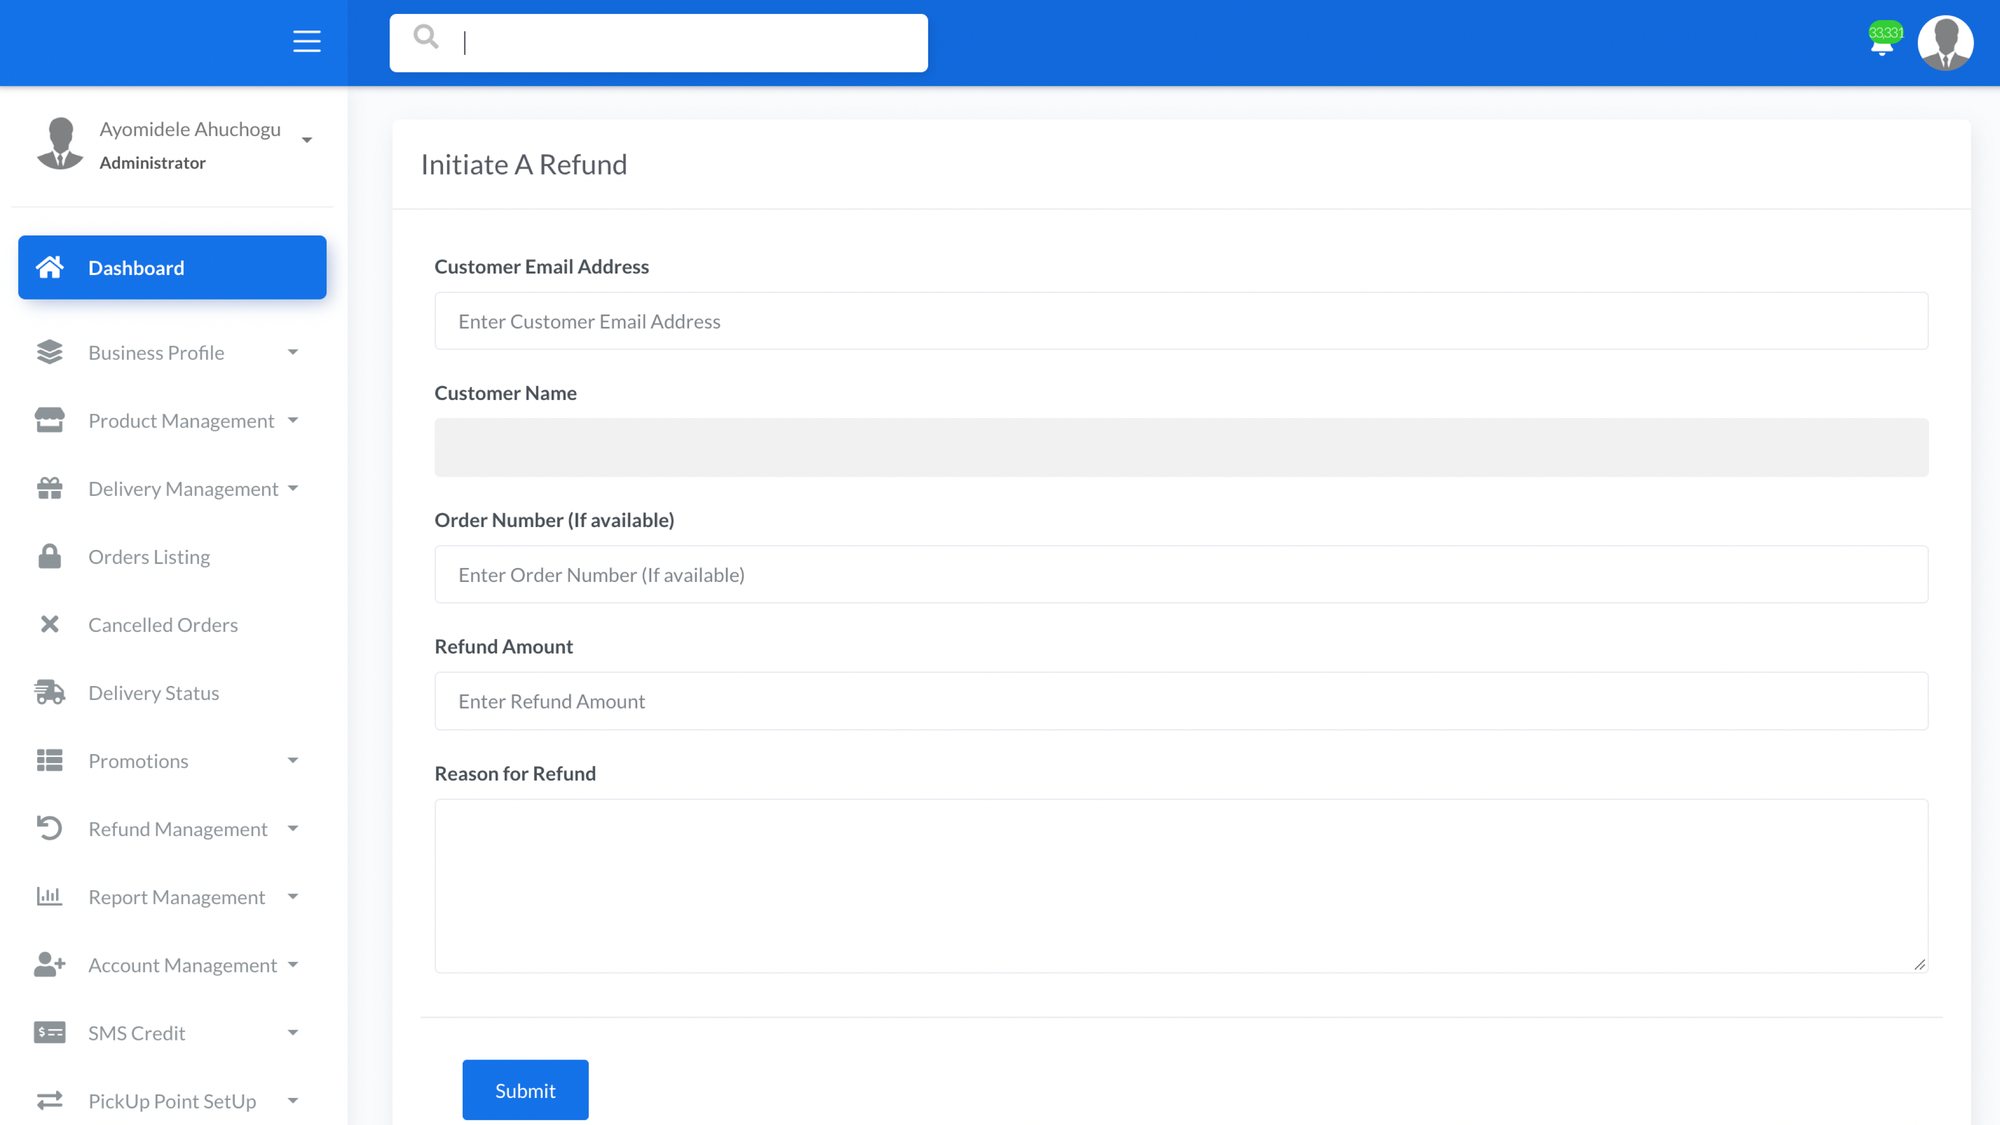 33,331
Ayomidele Ahuchogu
Administrator
Dashboard
Business Profile
Product Management
Delivery Management
Orders Listing
Cancelled Orders
Delivery Status
Promotions
Refund Management
Report Management
Account Management
SMS Credit
PickUp Point SetUp
Initiate A Refund
Customer Email Address
Enter Customer Email Address
Customer Name
Order Number (If available)
Enter Order Number (If available)
Refund Amount
Enter Refund Amount
Reason for Refund
Submit